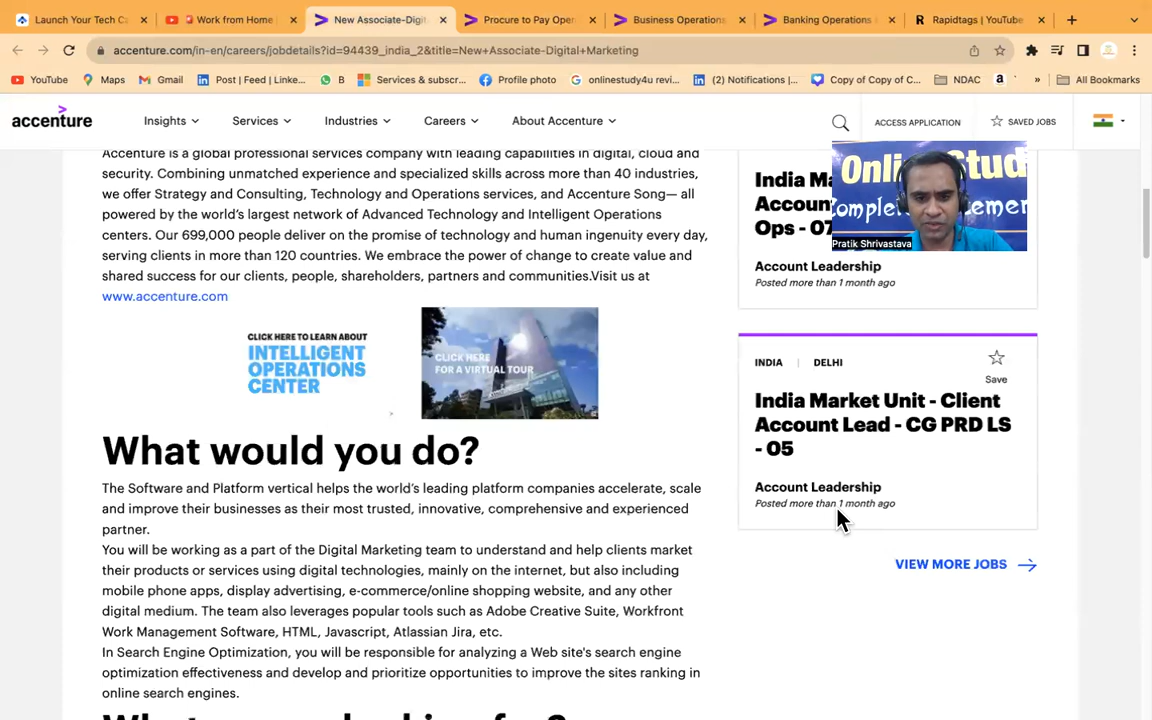 Launch Your Tech Ca
Work from Home
New Associate-Digit
Procure to Pay Oper
Business Operations
Banking Operations
Rapidtags | YouTube
accenture.com/in-en/careers/jobdetails?id=94439_india_2&title=New+Associate-Digital+Marketing
YouTube
Maps
Gmail
Post | Feed | Linke...
B
Services & subscr...
Profile photo
onlinestudy4u revi...
(2) Notifications |...
Copy of Copy of C...
NDAC
»
All Bookmarks
accenture
Insights
Services
Industries
Careers
About Accenture
ACCESS APPLICATION
SAVED JOBS
Accenture is a global professional services company with leading capabilities in digital, cloud and
security. Combining unmatched experience and specialized skills across more than 40 industries,
we offer Strategy and Consulting, Technology and Operations services, and Accenture Song— all
powered by the world's largest network of Advanced Technology and Intelligent Operations
centers. Our 699,000 people deliver on the promise of technology and human ingenuity every day,
serving clients in more than 120 countries. We embrace the power of change to create value and
shared success for our clients, people, shareholders, partners and communities.Visit us at
www.accenture.com
CLICK HERE TO LEARN ABOUT
INTELLIGENT
OPERATIONS
CENTER
CLICK HERE
FOR A VIRTUAL TOUR
What would you do?
The Software and Platform vertical helps the world's leading platform companies accelerate, scale
and improve their businesses as their most trusted, innovative, comprehensive and experienced
partner.
You will be working as a part of the Digital Marketing team to understand and help clients market
their products or services using digital technologies, mainly on the internet, but also including
mobile phone apps, display advertising, e-commerce/online shopping website, and any other
digital medium. The team also leverages popular tools such as Adobe Creative Suite, Workfront
Work Management Software, HTML, Javascript, Atlassian Jira, etc.
In Search Engine Optimization, you will be responsible for analyzing a Web site's search engine
optimization effectiveness and develop and prioritize opportunities to improve the sites ranking in
online search engines.
India Ma
Accoun
Ops - 07
Pratik Shrivastava
Account Leadership
Posted more than 1 month ago
INDIA | DELHI
Save
India Market Unit - Client
Account Lead - CG PRD LS
- 05
Account Leadership
Posted more than 1 month ago
VIEW MORE JOBS